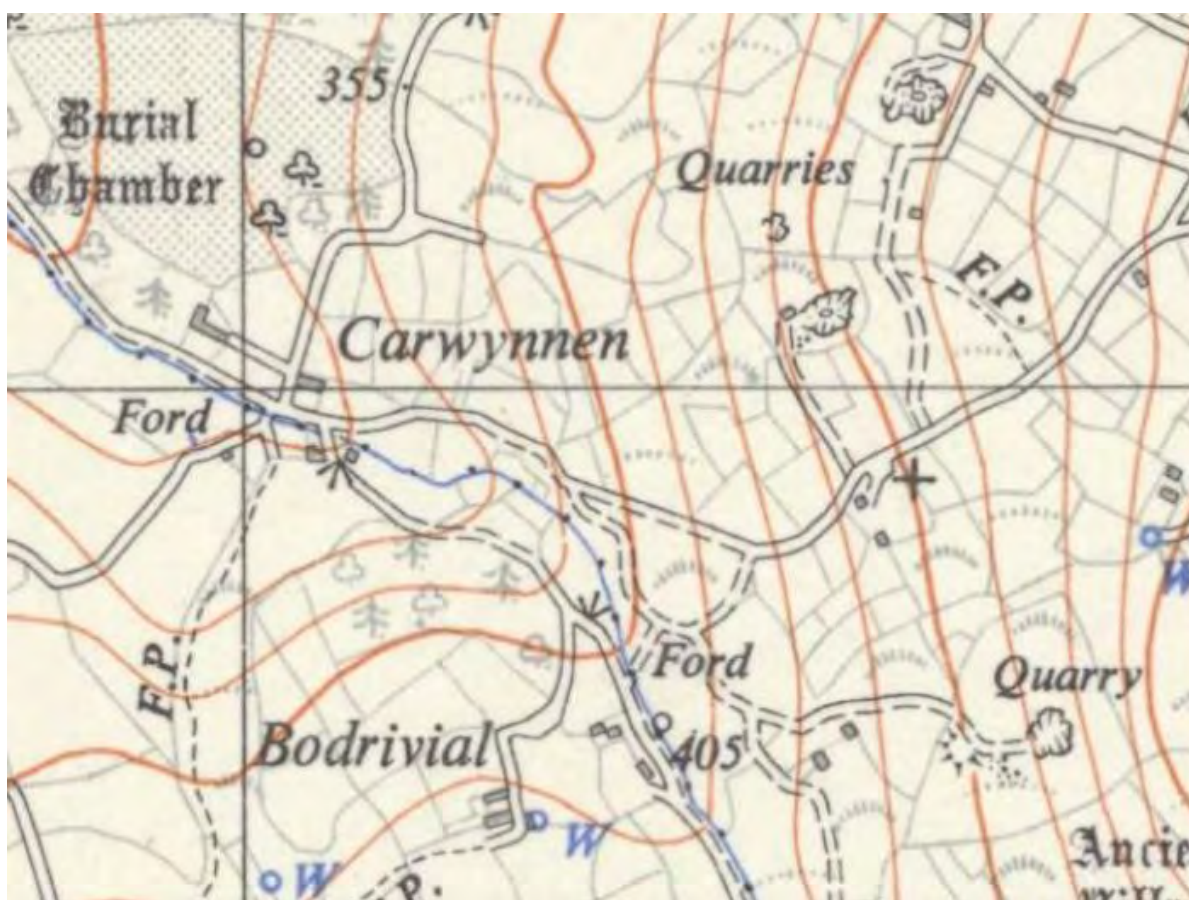 355
Burial
Chamber
Quarries
F.P.
Carwynnen
Ford
W
F.P.
Ford
Quarry
Bodrivial
405
W
W
P.
Ancie